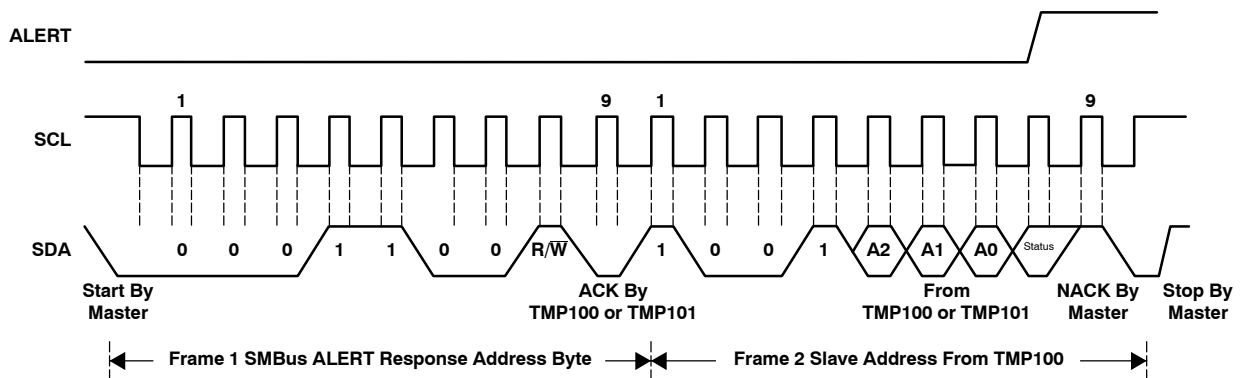 ALERT
1 9 1 9
SCL
SDA 0 0 0 1 1 0 0 R/W̅ 1 0 0 1 A2 A1 A0 Status
Start By ACK By From NACK By Stop By
Master TMP100 or TMP101 TMP100 or TMP101 Master Master
Frame 1 SMBus ALERT Response Address Byte Frame 2 Slave Address From TMP100